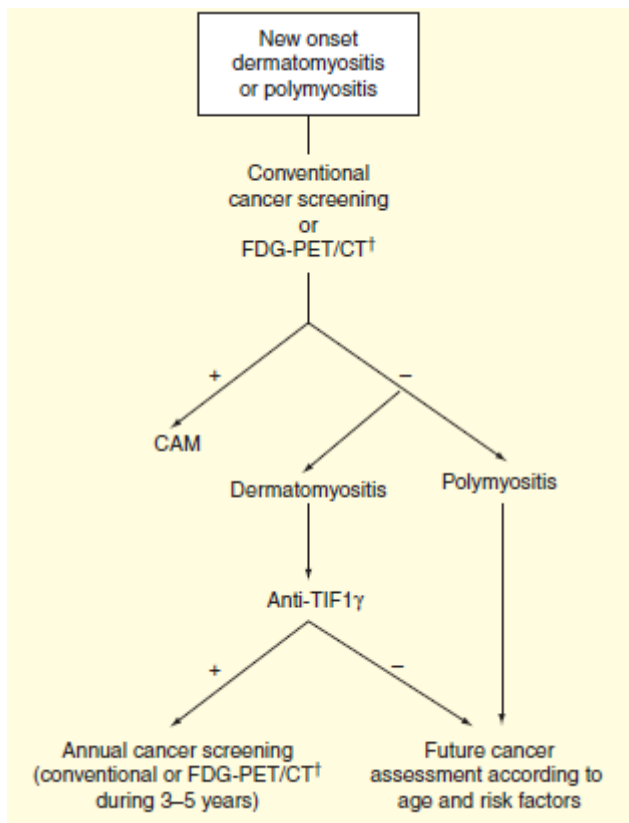 New onset
dermatomyositis
or polymyositis
Conventional
cancer screening
or
FDG-PET/CT†
+
–
CAM
Dermatomyositis
Polymyositis
Anti-TIF1γ
+
–
Annual cancer screening
(conventional or FDG-PET/CT†
during 3–5 years)
Future cancer
assessment according to
age and risk factors